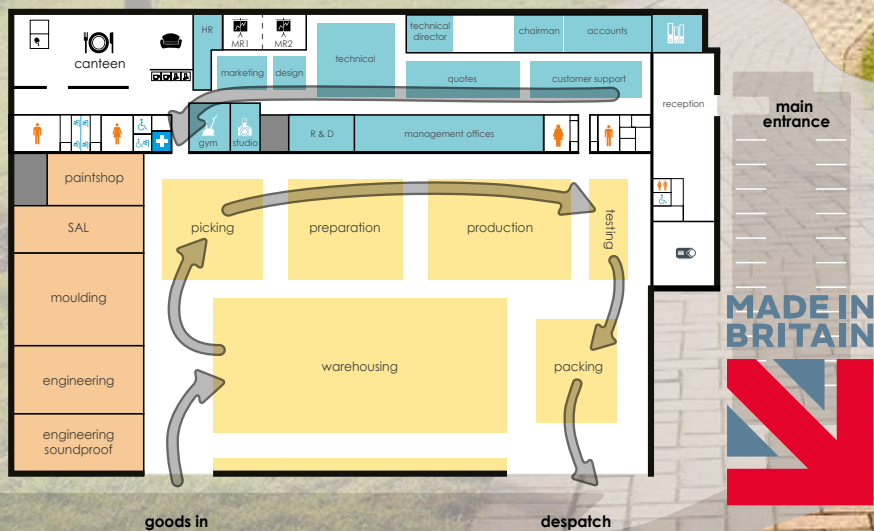 HR
MR1
MR2
technical
director
chairman
accounts
canteen
marketing
design
technical
quotes
customer support
reception
main
entrance
gym
studio
R & D
management offices
paintshop
SAL
picking
preparation
production
testing
moulding
MADE IN
BRITAIN
warehousing
packing
engineering
engineering
soundproof
goods in
despatch